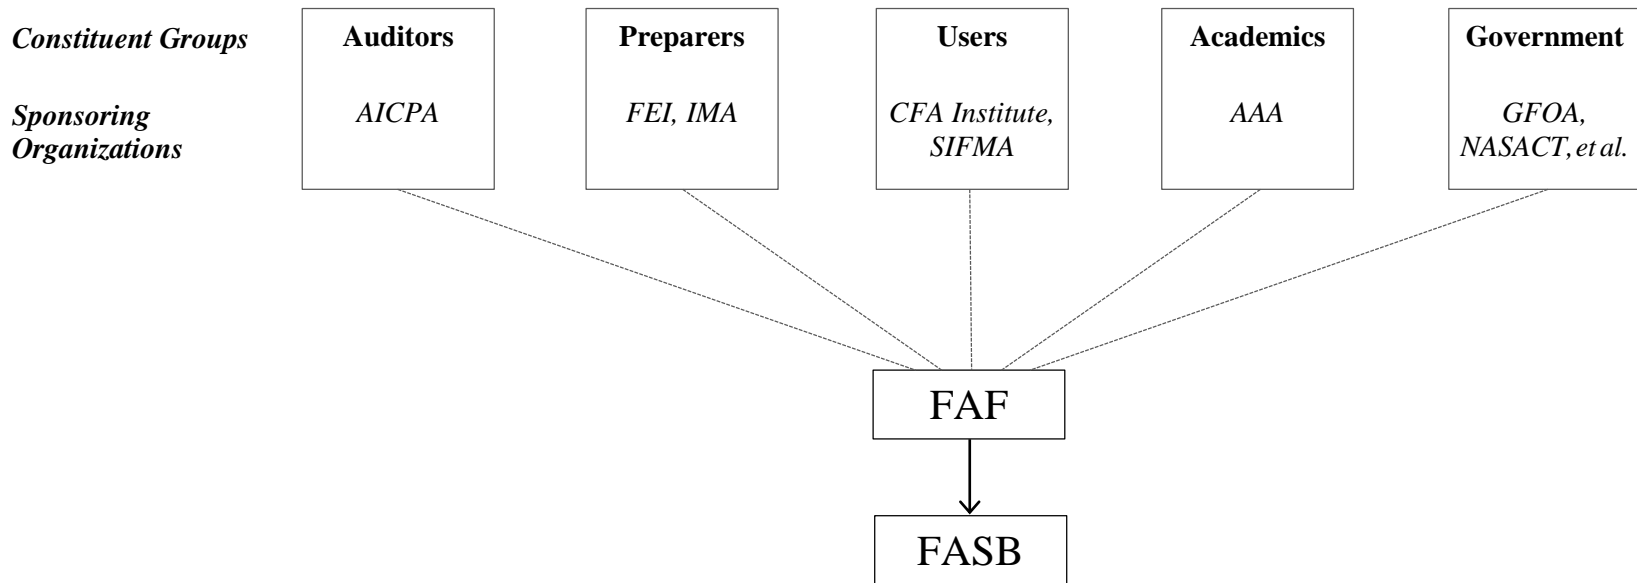 Constituent Groups
Auditors
Preparers
Users
Academics
Government
Sponsoring
Organizations
AICPA
FEI, IMA
CFA Institute,
SIFMA
AAA
GFOA,
NASACT, et al.
FAF
FASB